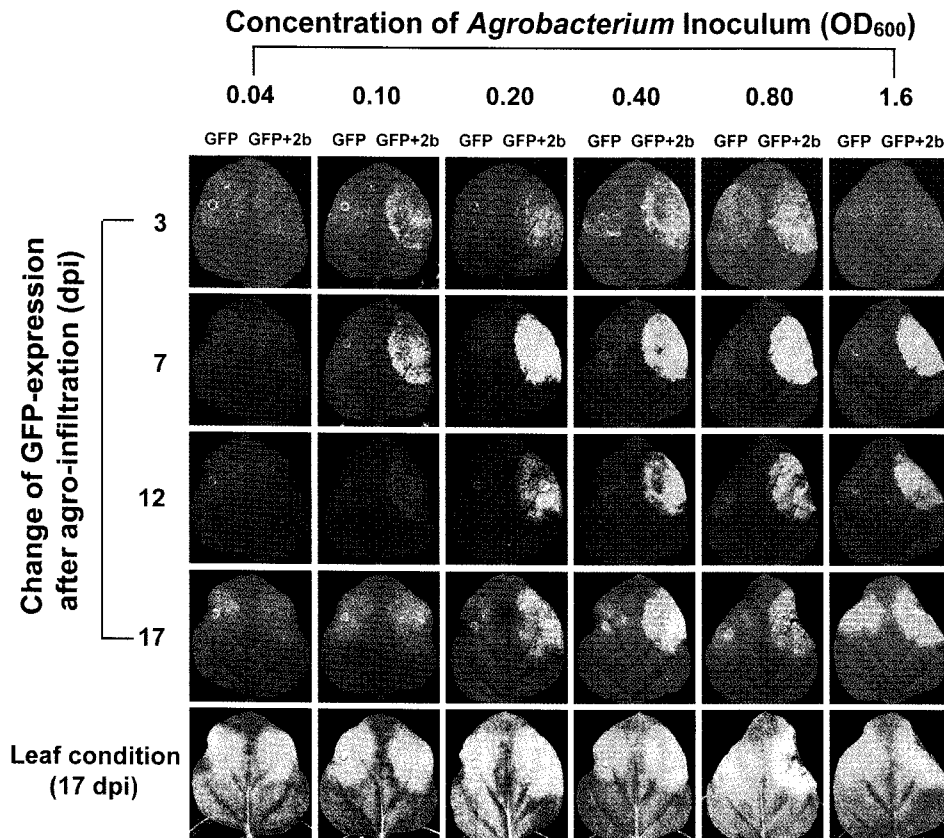 Concentration of Agrobacterium Inoculum (OD600)
0.04 0.10 0.20 0.40 0.80 1.6
GFP GFP+2b GFP GFP+2b GFP GFP+2b GFP GFP+2b GFP GFP+2b GFP GFP+2b
Change of GFP-expression
after agro-infiltration (dpi)
3
7
12
17
Leaf condition
(17 dpi)